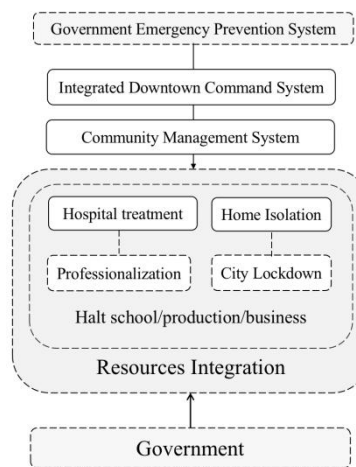 Government Emergency Prevention System
Integrated Downtown Command System
Community Management System
Hospital treatment
Home Isolation
Professionalization
City Lockdown
Halt school/production/business
Resources Integration
Government